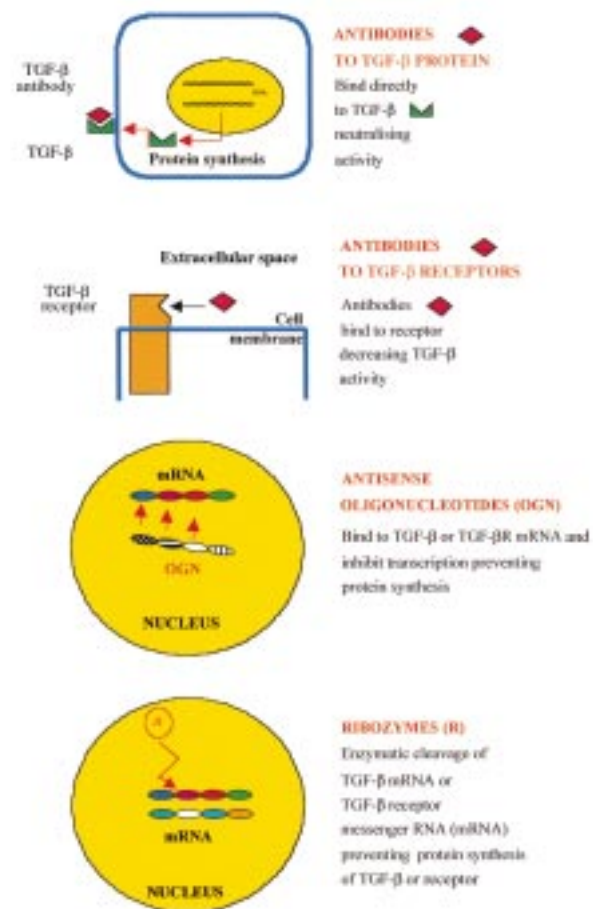 TGF-β
antibody
TGF-β
Protein synthesis
ANTIBODIES
TO TGF-β PROTEIN
Bind directly
to TGF-β
neutralising
activity
Extracellular space
TGF-β
receptor
Cell
membrane
ANTIBODIES
TO TGF-β RECEPTORS
Antibodies
bind to receptor
decreasing TGF-β
activity
mRNA
OGN
NUCLEUS
ANTISENSE
OLIGONUCLEOTIDES (OGN)
Bind to TGF-β or TGF-βR mRNA and
inhibit transcription preventing
protein synthesis
R
mRNA
NUCLEUS
RIBOZYMES (R)
Enzymatic cleavage of
TGF-β mRNA or
TGF-β receptor
messenger RNA (mRNA)
preventing protein synthesis
of TGF-β or receptor